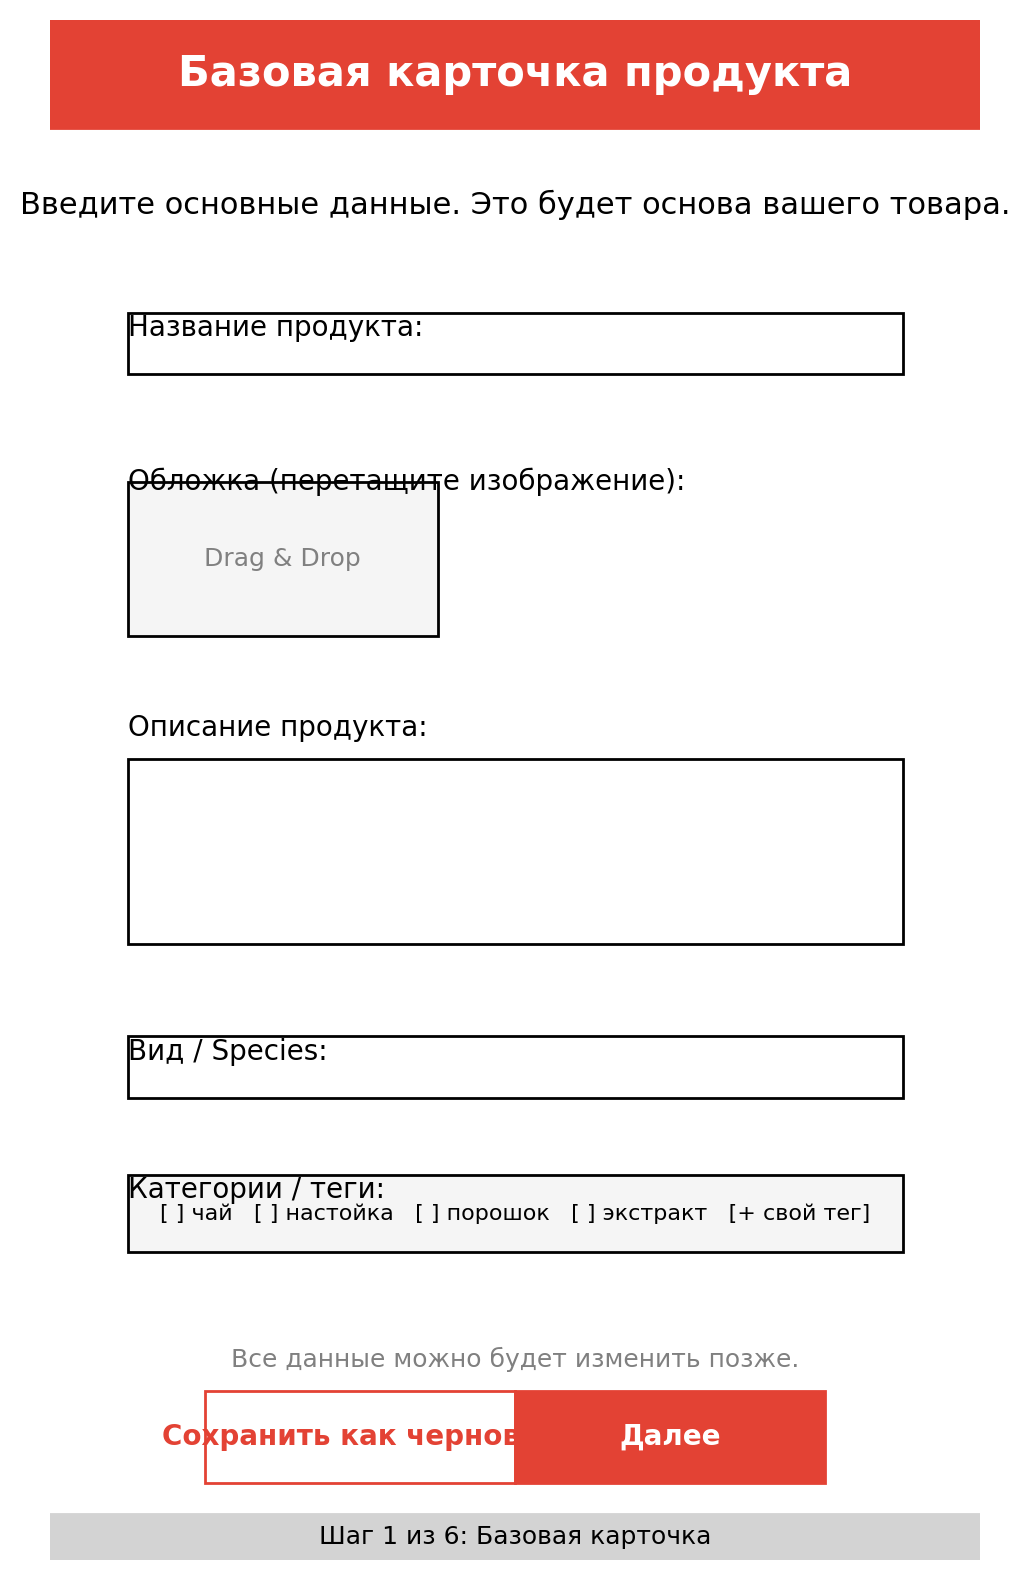 Базовая карточка продукта
Введите основные данные. Это будет основа вашего товара.
Название продукта:
Обложка (перетащите изображение):
Drag & Drop
Описание продукта:
Вид / Species:
Категории / теги:
[ ] чай [ ] настойка [ ] порошок [ ] экстракт [+ свой тег]
Все данные можно будет изменить позже.
Сохранить как чернов
Далее
Шаг 1 из 6: Базовая карточка